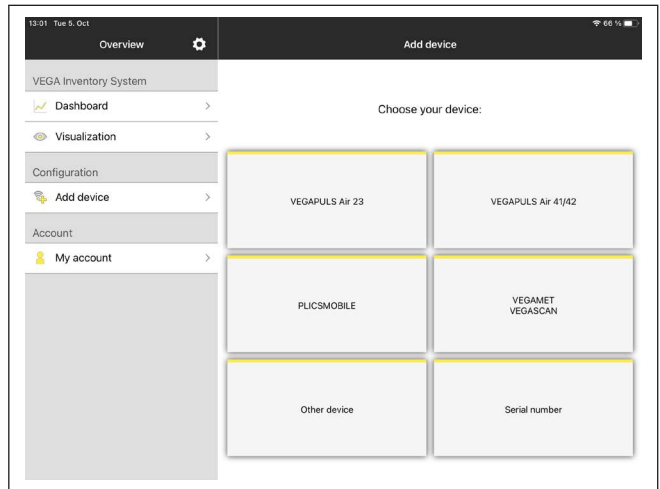 13:01 Tue 5. Oct
66 %
Overview
Add device
VEGA Inventory System
Dashboard
Visualization
Configuration
Add device
Account
My account
Choose your device:
VEGAPULS Air 23
VEGAPULS Air 41/42
PLICSMOBILE
VEGAMET
VEGASCAN
Other device
Serial number